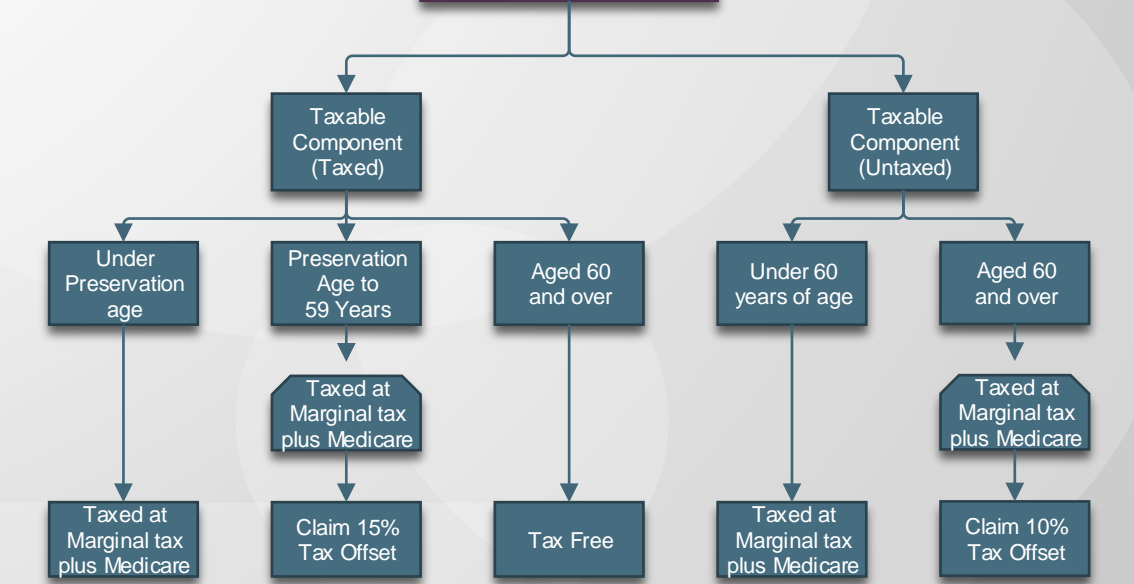 Taxable
Component
(Taxed)
Taxable
Component
(Untaxed)
Under
Preservation
age
Preservation
Age to
59 Years
Aged 60
and over
Under 60
years of age
Aged 60
and over
Taxed at
Marginal tax
plus Medicare
Taxed at
Marginal tax
plus Medicare
Taxed at
Marginal tax
plus Medicare
Claim 15%
Tax Offset
Tax Free
Taxed at
Marginal tax
plus Medicare
Claim 10%
Tax Offset